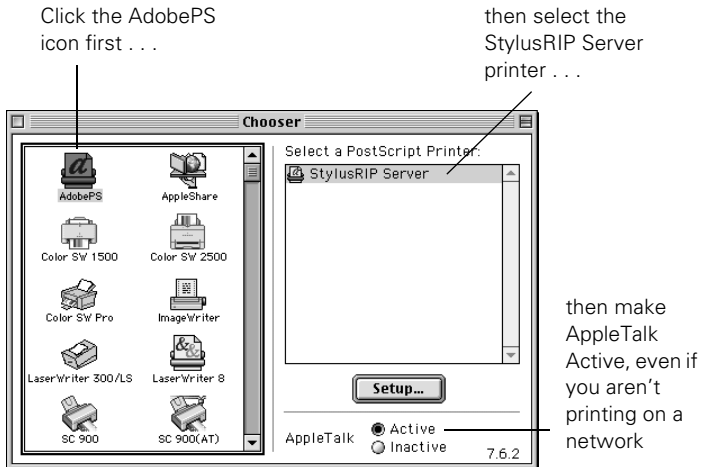 Click the AdobePS
icon first . . .
then select the
StylusRIP Server
printer . . .
Chooser
AdobePS
AppleShare
Color SW 1500
Color SW 2500
Color SW Pro
ImageWriter
LaserWriter 300/LS
LaserWriter 8
SC 900
SC 900(AT)
Select a PostScript Printer:
StylusRIP Server
Setup...
AppleTalk
Active
Inactive
7.6.2
then make
AppleTalk
Active, even if
you aren't
printing on a
network